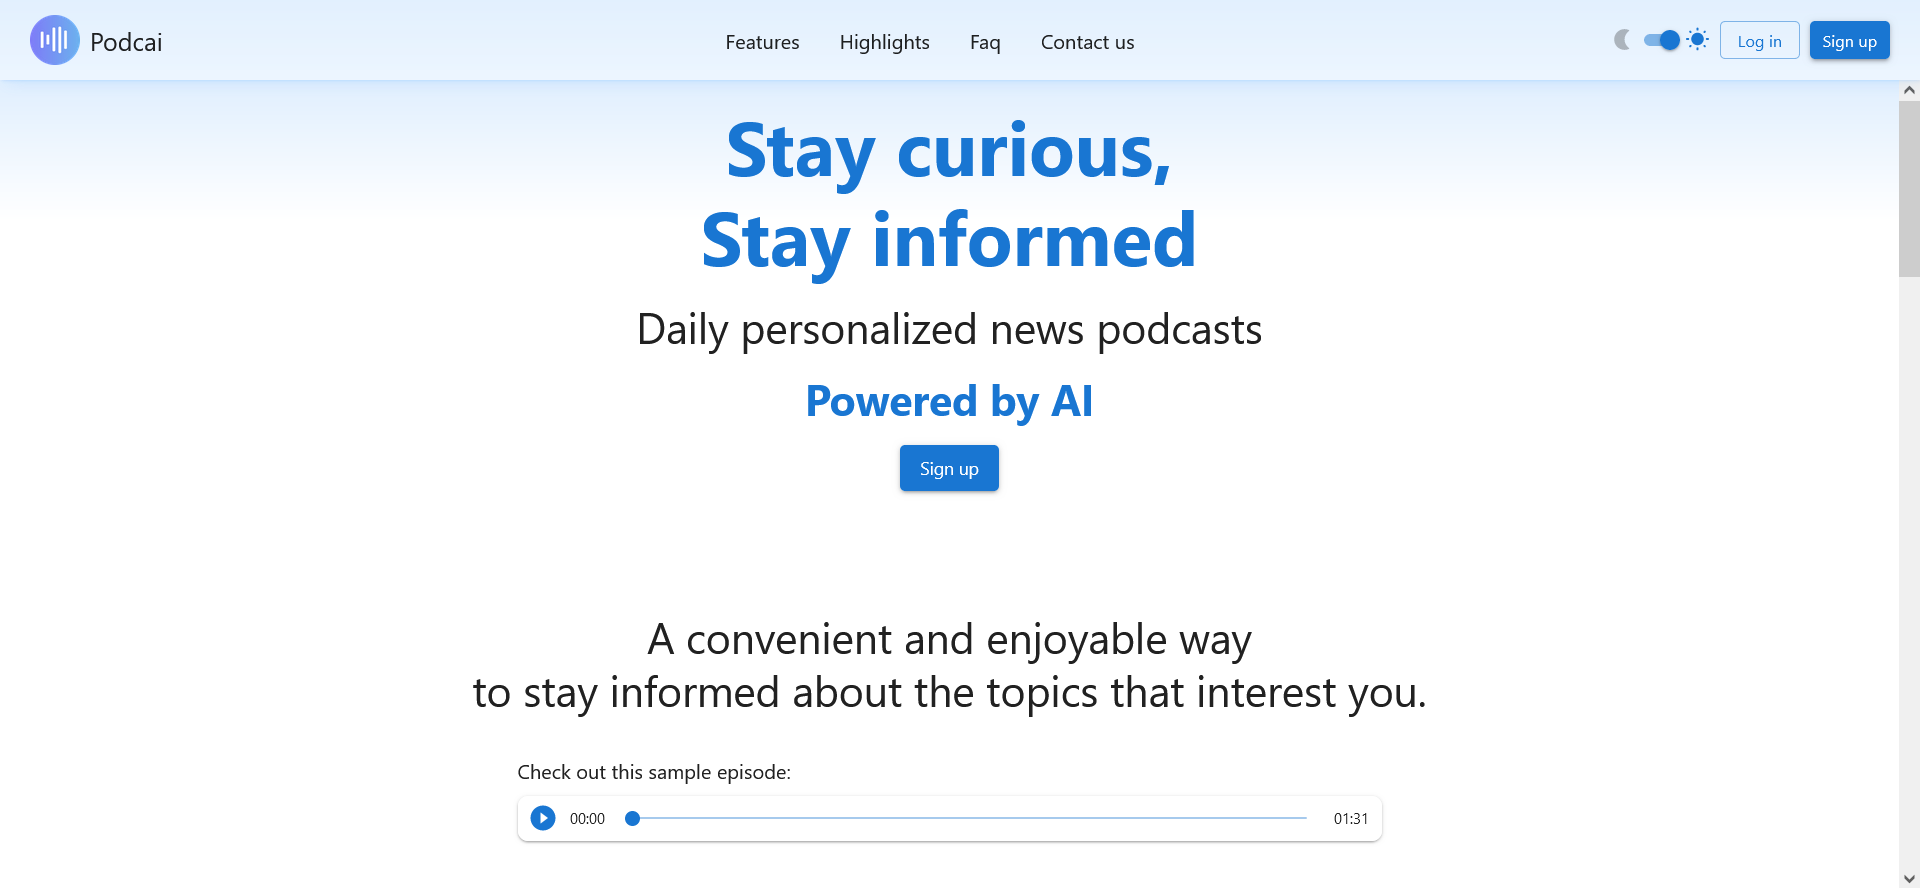 Podcai
Features
Highlights
Faq
Contact us
Log in
Sign up
Stay curious,
Stay informed
Daily personalized news podcasts
Powered by AI
Sign up
A convenient and enjoyable way
to stay informed about the topics that interest you.
Check out this sample episode:
00:00
01:31